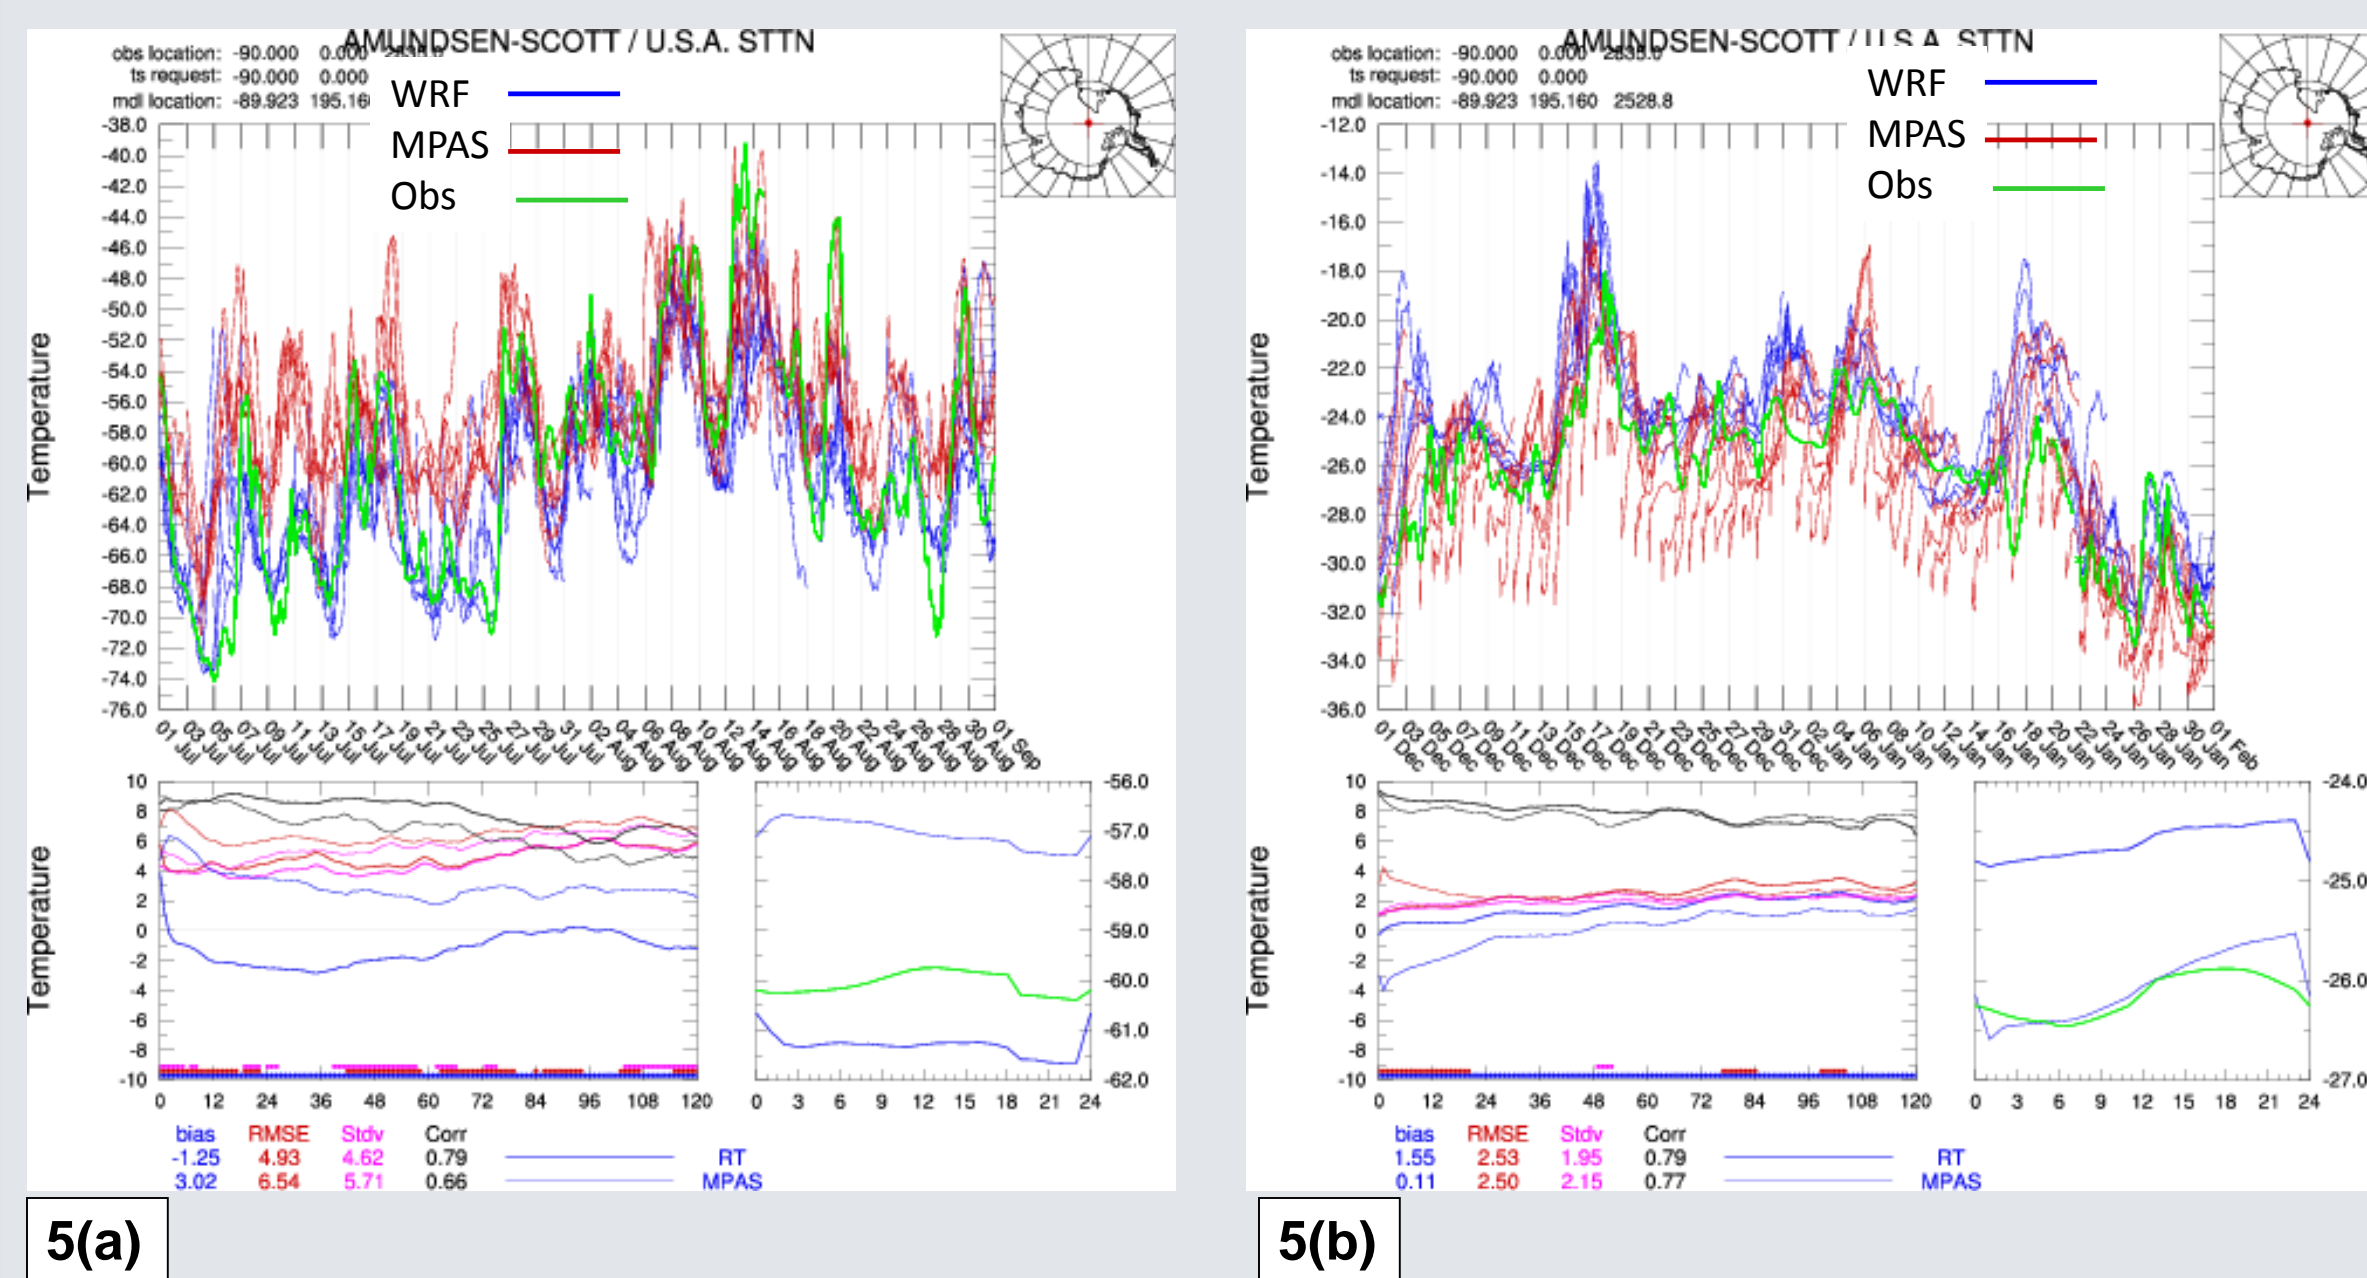 AMUNDSEN-SCOTT / U.S.A. STTN
obs location: -90.000 0.000
ts request: -90.000 0.000
mdl location: -89.923 195.16
WRF
MPAS
Obs
Temperature
-38.0
-40.0
-42.0
-44.0
-46.0
-48.0
-50.0
-52.0
-54.0
-56.0
-58.0
-60.0
-62.0
-64.0
-66.0
-68.0
-70.0
-72.0
-74.0
-76.0
01 Jul 03 Jul 05 Jul 07 Jul 09 Jul 11 Jul 13 Jul 15 Jul 17 Jul 19 Jul 21 Jul 23 Jul 25 Jul 27 Jul 29 Jul 31 Jul 02 Aug 04 Aug 06 Aug 08 Aug 10 Aug 12 Aug 14 Aug 16 Aug 18 Aug 20 Aug 22 Aug 24 Aug 26 Aug 28 Aug 30 Aug 01 Sep
Temperature
10
8
6
4
2
0
-2
-4
-6
-8
-10
0 12 24 36 48 60 72 84 96 108 120
-56.0
-57.0
-58.0
-59.0
-60.0
-61.0
-62.0
0 3 6 9 12 15 18 21 24
bias RMSE Stdv Corr
-1.25 4.93 4.62 0.79 RT
3.02 6.54 5.71 0.66 MPAS
5(a)
AMUNDSEN-SCOTT / U.S.A. STTN
obs location: -90.000 0.000 2835.0
ts request: -90.000 0.000
mdl location: -89.923 195.160 2528.8
WRF
MPAS
Obs
Temperature
-12.0
-14.0
-16.0
-18.0
-20.0
-22.0
-24.0
-26.0
-28.0
-30.0
-32.0
-34.0
-36.0
01 Dec 03 Dec 05 Dec 07 Dec 09 Dec 11 Dec 13 Dec 15 Dec 17 Dec 19 Dec 21 Dec 23 Dec 25 Dec 27 Dec 29 Dec 31 Dec 02 Jan 04 Jan 06 Jan 08 Jan 10 Jan 12 Jan 14 Jan 16 Jan 18 Jan 20 Jan 22 Jan 24 Jan 26 Jan 28 Jan 30 Jan 01 Feb
Temperature
10
8
6
4
2
0
-2
-4
-6
-8
-10
0 12 24 36 48 60 72 84 96 108 120
-24.0
-25.0
-26.0
-27.0
0 3 6 9 12 15 18 21 24
bias RMSE Stdv Corr
1.55 2.53 1.95 0.79 RT
0.11 2.50 2.15 0.77 MPAS
5(b)